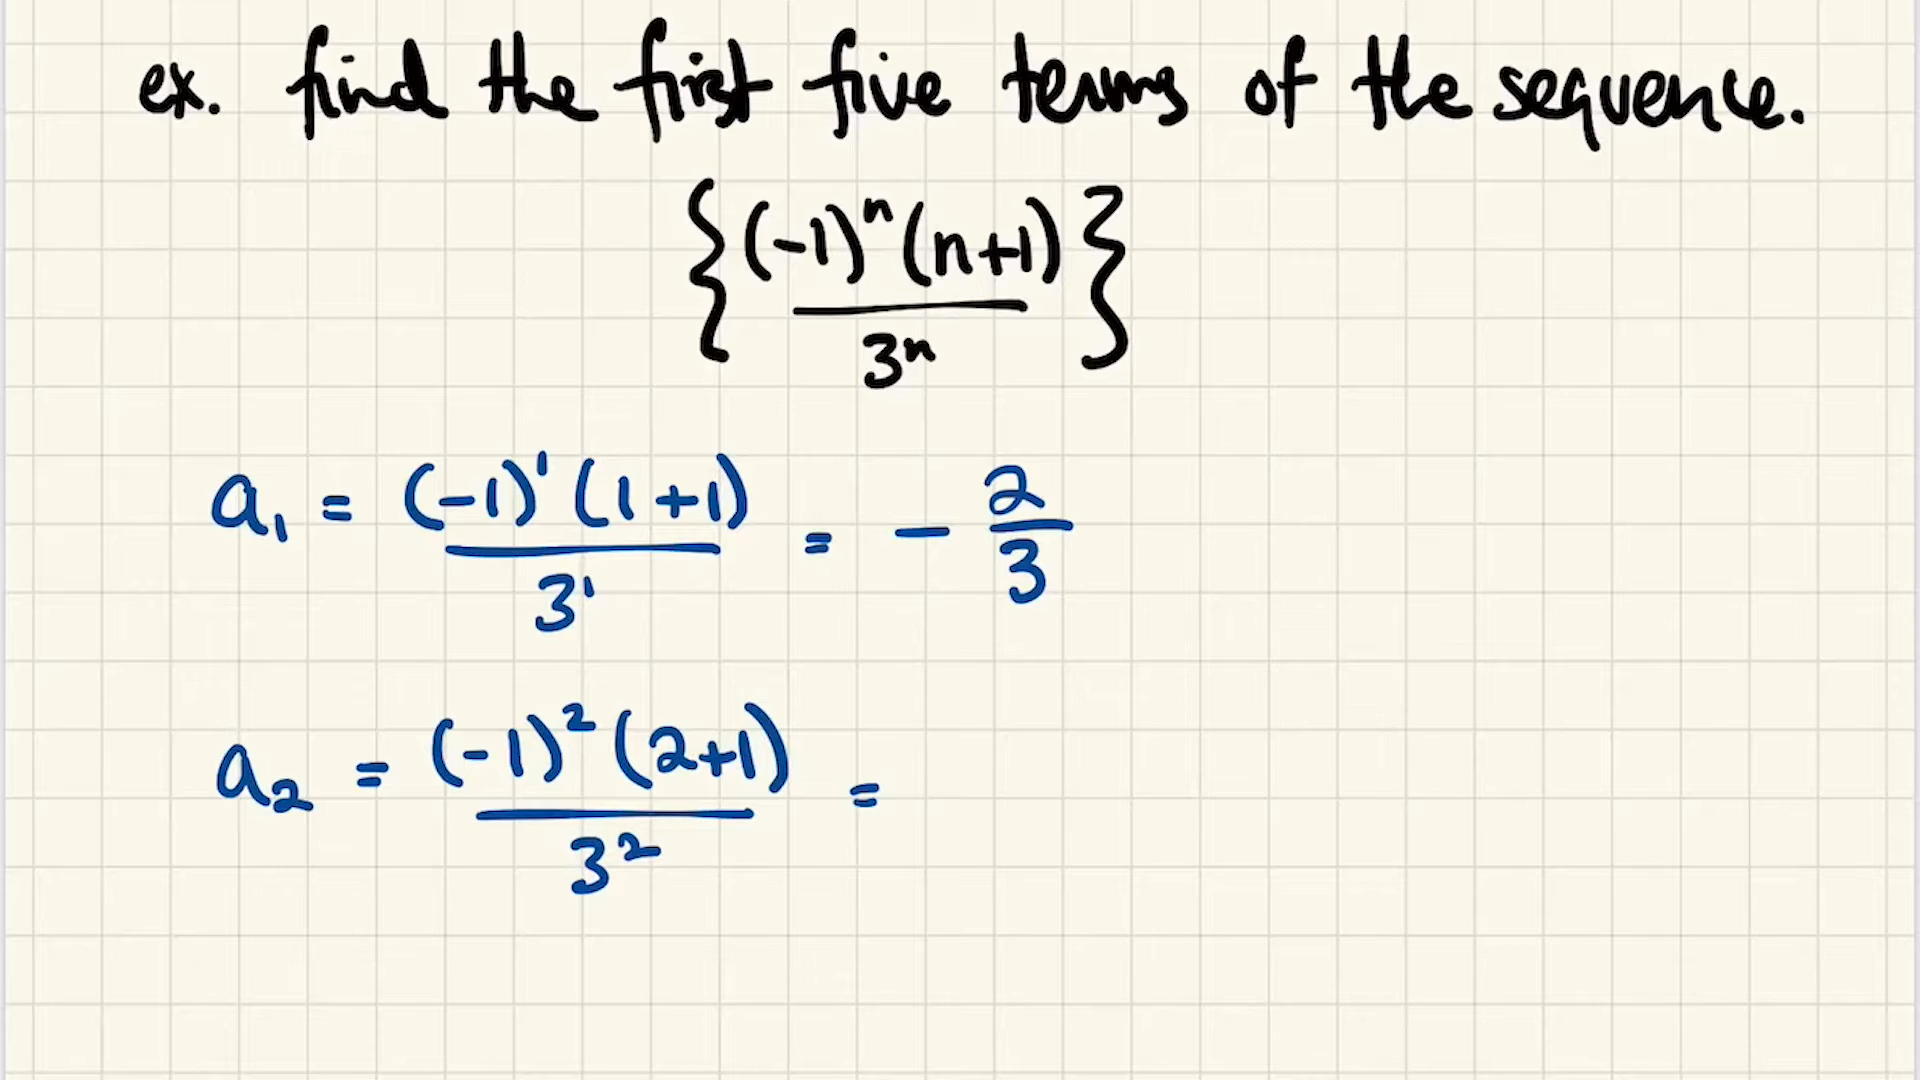 ex. find the first five terms of the sequence.
{(-1)ⁿ(n+1) / 3ⁿ}
a₁ = (-1)¹(1+1) / 3¹ = - 2/3
a₂ = (-1)²(2+1) / 3² =